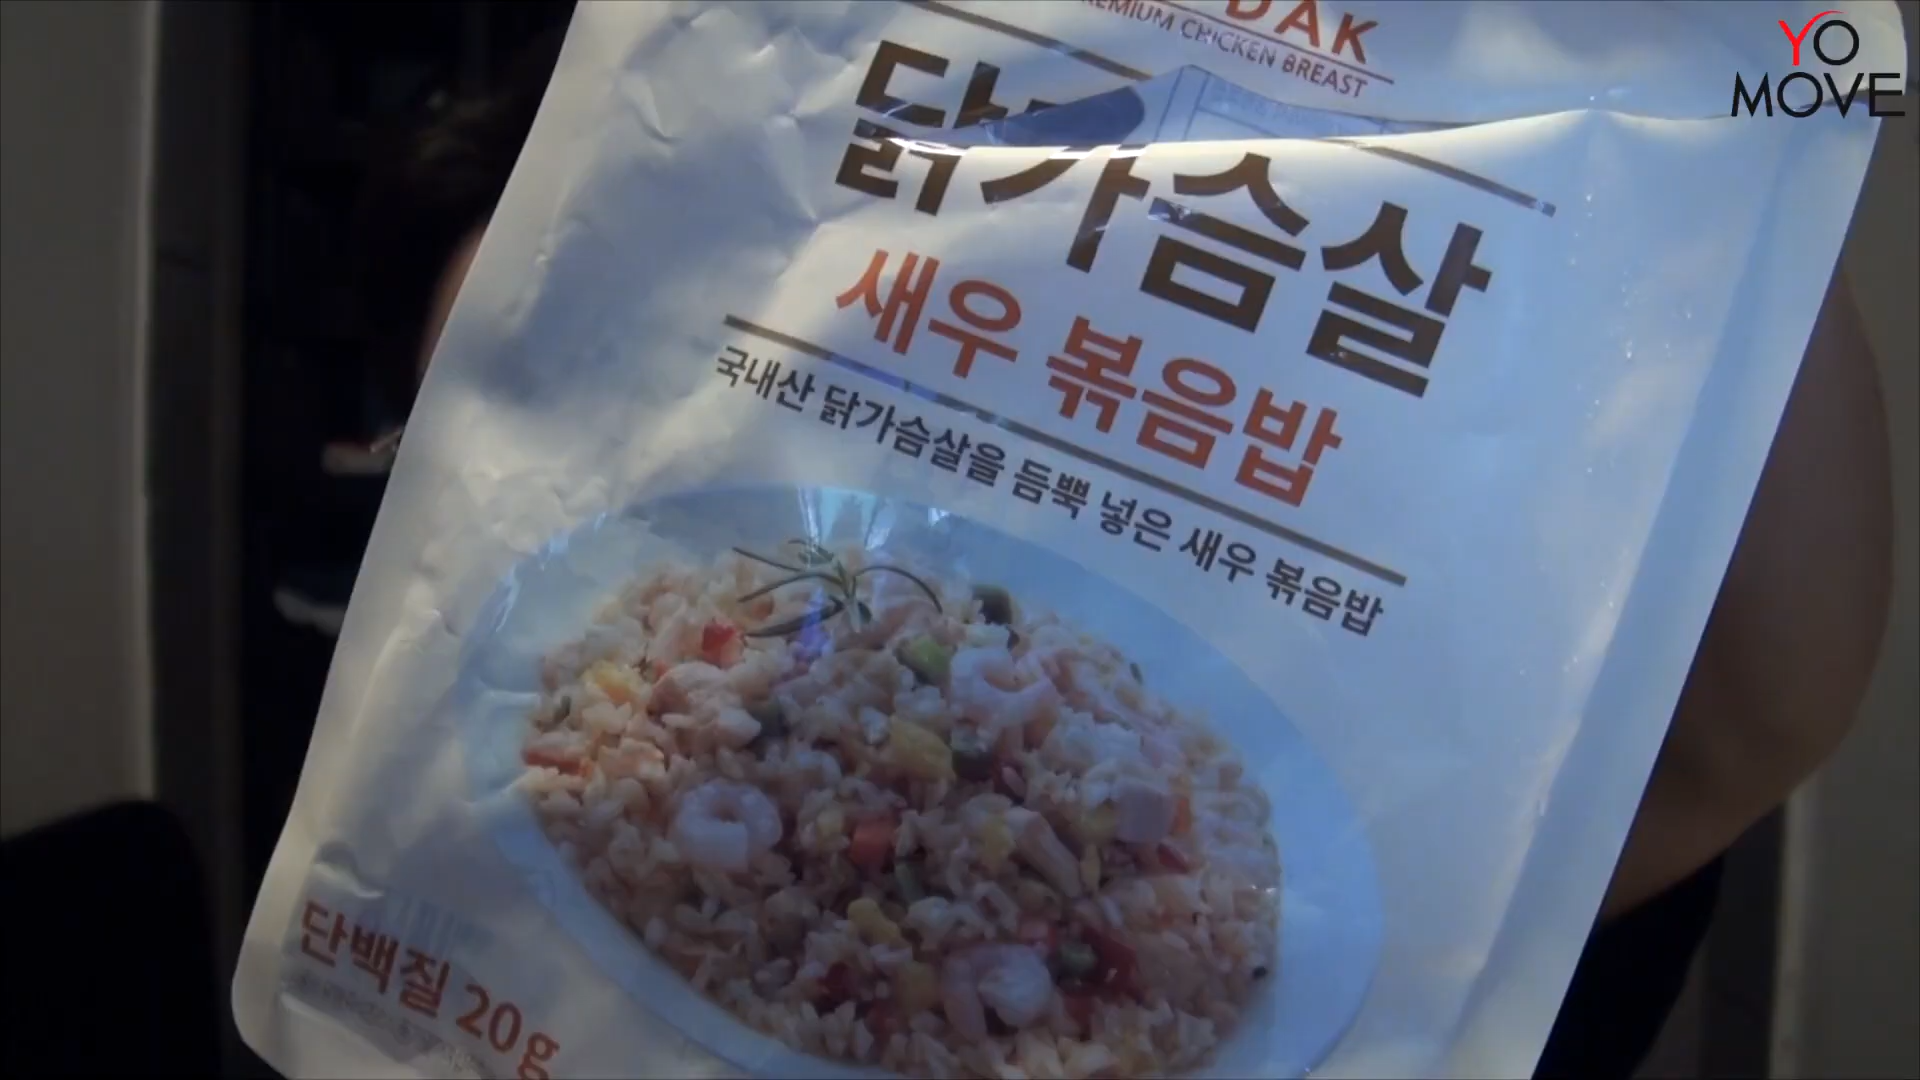 DAK
PREMIUM CHICKEN BREAST
닭가슴살
새우 볶음밥
국내산 닭가슴살을 듬뿍 넣은 새우 볶음밥
단백질 20g
YO
MOVE